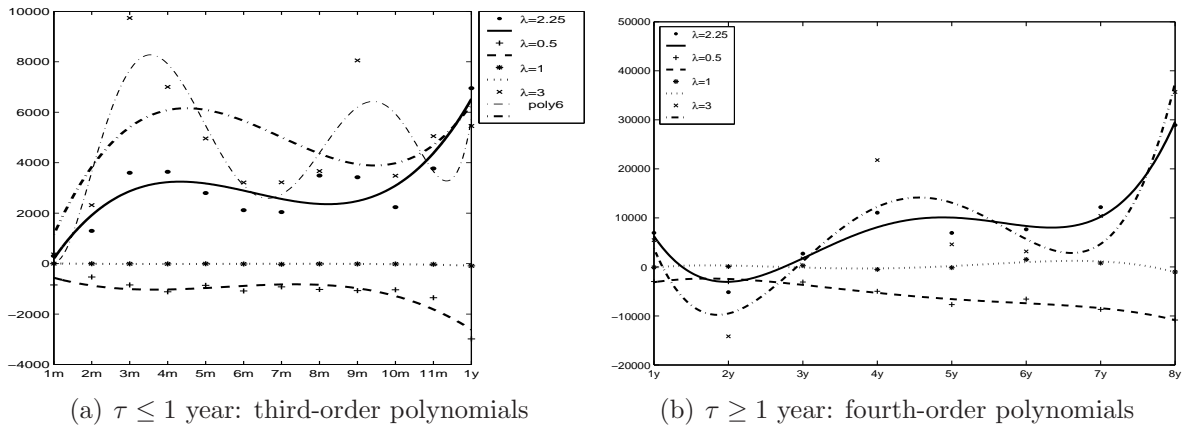 10000
8000
6000
4000
2000
0
−2000
−4000
1m 2m 3m 4m 5m 6m 7m 8m 9m 10m 11m 1y
λ=2.25
λ=0.5
λ=1
λ=3
poly6
(a) τ ≤ 1 year: third-order polynomials
50000
40000
30000
20000
10000
0
−10000
−20000
1y 2y 3y 4y 5y 6y 7y 8y
λ=2.25
λ=0.5
λ=1
λ=3
(b) τ ≥ 1 year: fourth-order polynomials